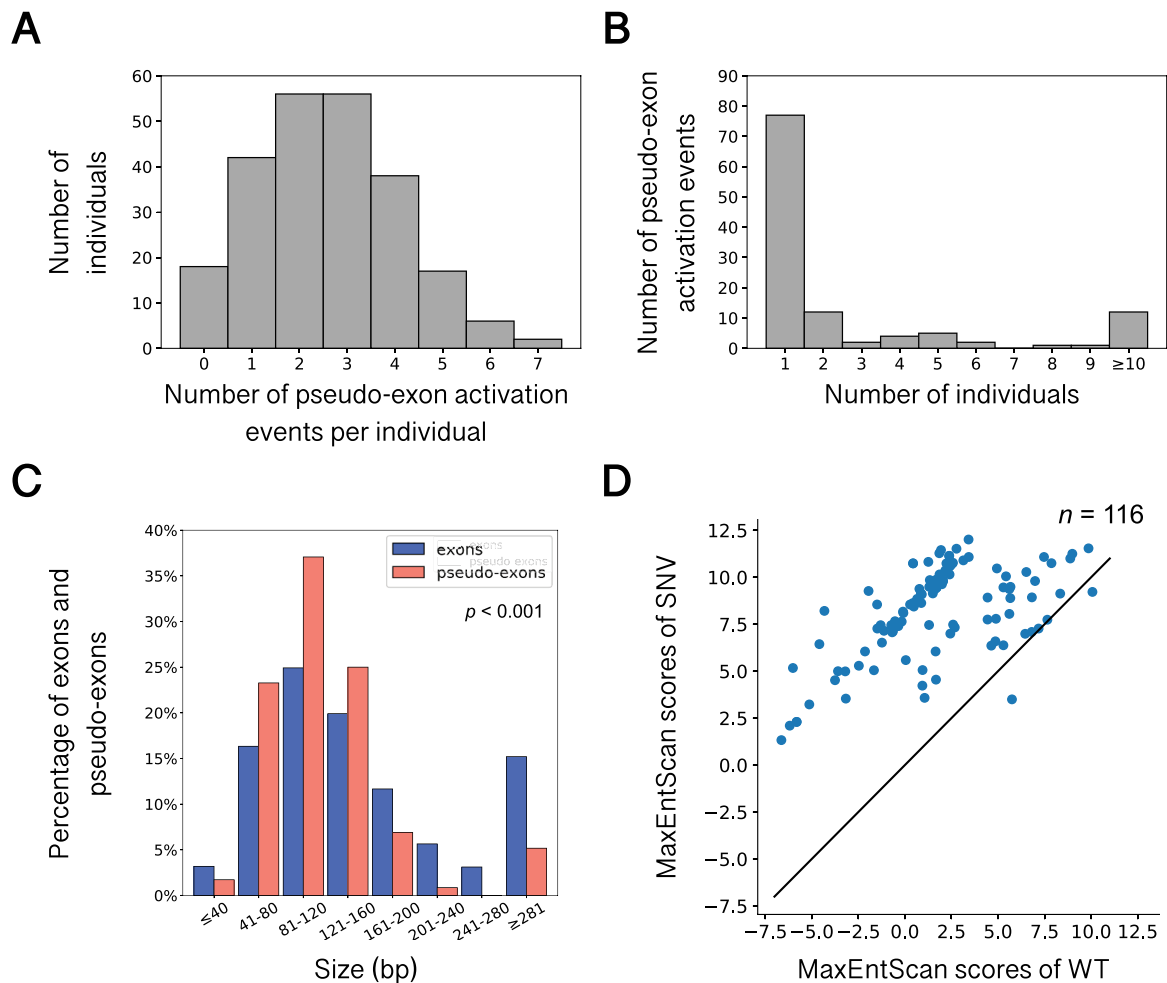 A
Number of
individuals
60
50
40
30
20
10
0
0 1 2 3 4 5 6 7
Number of pseudo-exon activation
events per individual
B
Number of pseudo-exon
activation events
90
80
70
60
50
40
30
20
10
0
1 2 3 4 5 6 7 8 9 ≥10
Number of individuals
C
Percentage of exons and
pseudo-exons
40%
35%
30%
25%
20%
15%
10%
5%
0%
exons
pseudo-exons
exons
pseudo exons
p < 0.001
≤40 41-80 81-120 121-160 161-200 201-240 241-280 ≥281
Size (bp)
D
n = 116
MaxEntScan scores of SNV
12.5
10.0
7.5
5.0
2.5
0.0
−2.5
−5.0
−7.5
−7.5 −5.0 −2.5 0.0 2.5 5.0 7.5 10.0 12.5
MaxEntScan scores of WT